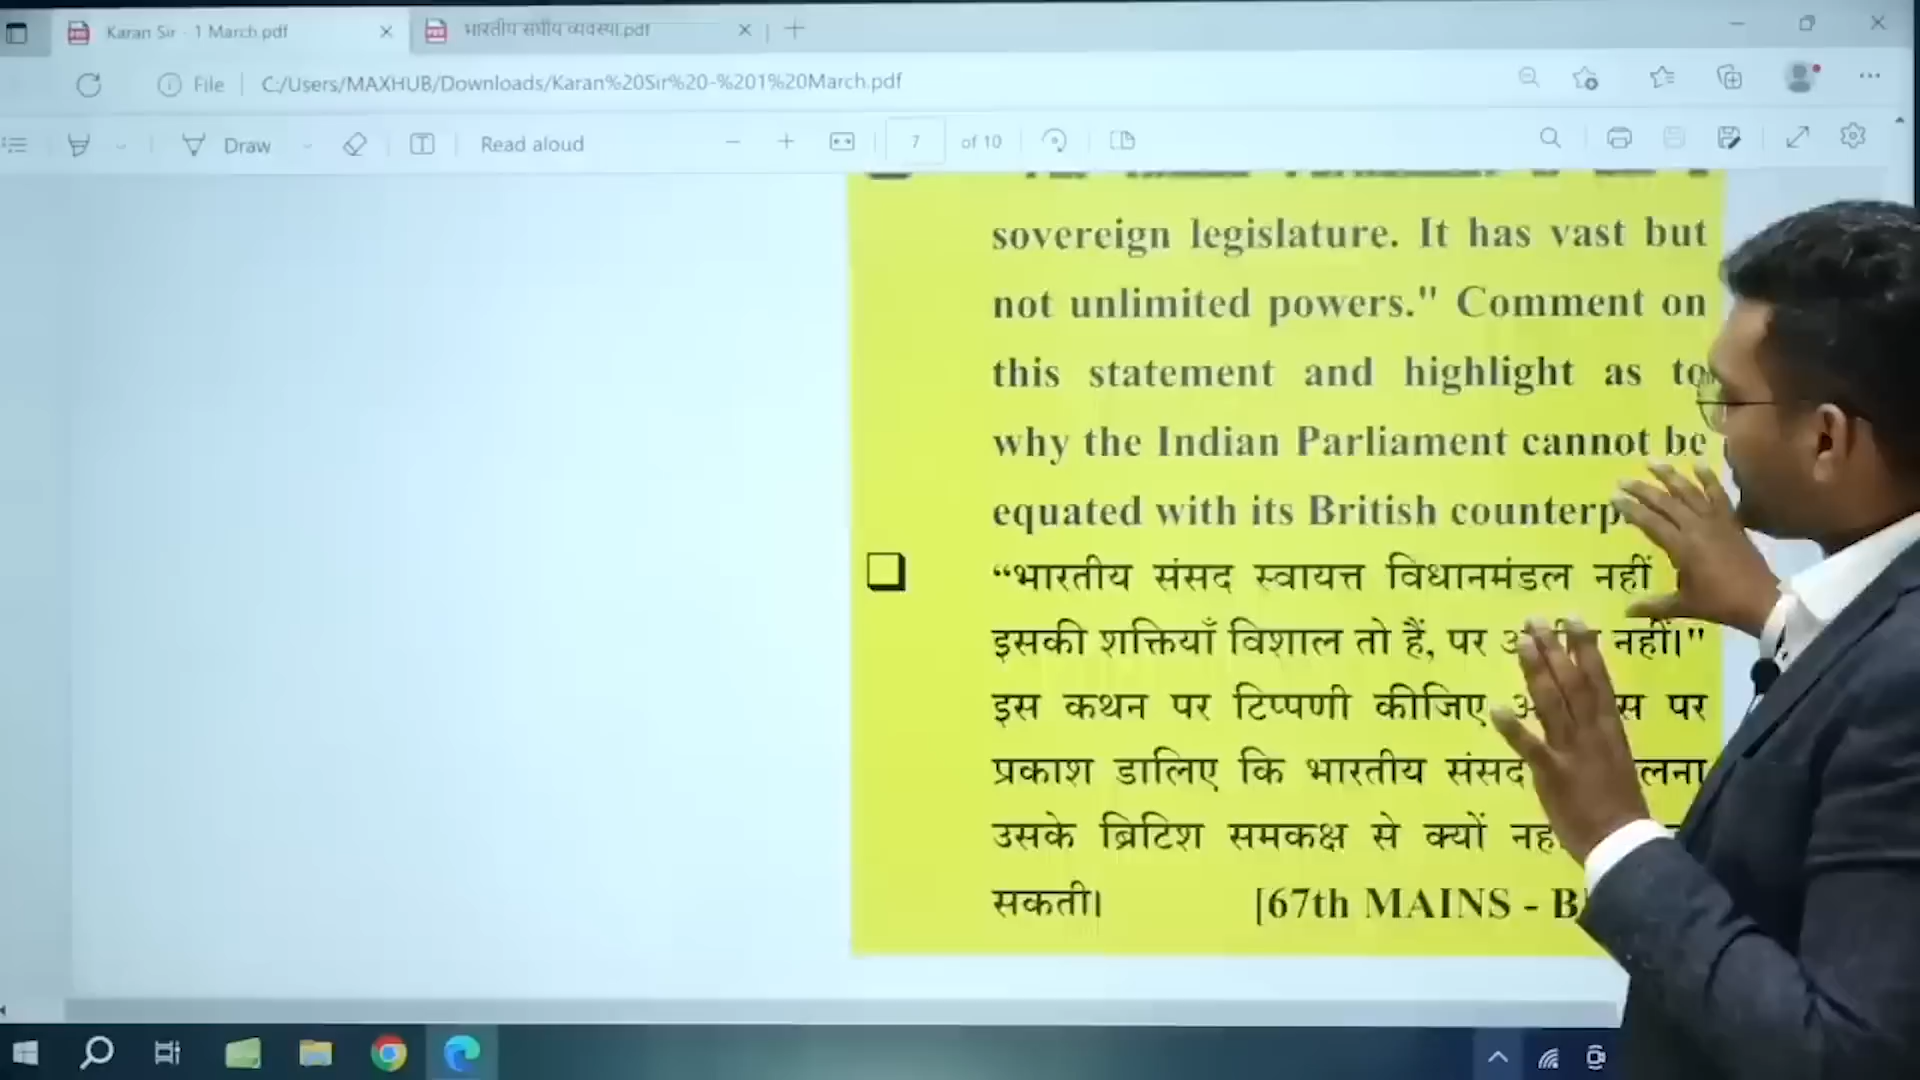 Karan Sir - 1 March.pdf
भारतीय संघीय व्यवस्था.pdf
File
C:/Users/MAXHUB/Downloads/Karan%20Sir%20-%201%20March.pdf
Draw
Read aloud
7
of 10
sovereign legislature. It has vast but
not unlimited powers." Comment on
this statement and highlight as to
why the Indian Parliament cannot be
equated with its British
“भारतीय संसद स्वायत्त विधानमंडल नहीं
इसकी शक्तियाँ विशाल तो हैं, पर नहीं।"
इस कथन पर टिप्पणी कीजिए पर
प्रकाश डालिए कि भारतीय संसद
उसके ब्रिटिश समकक्ष से क्यों
सकती।
[67th MAINS -